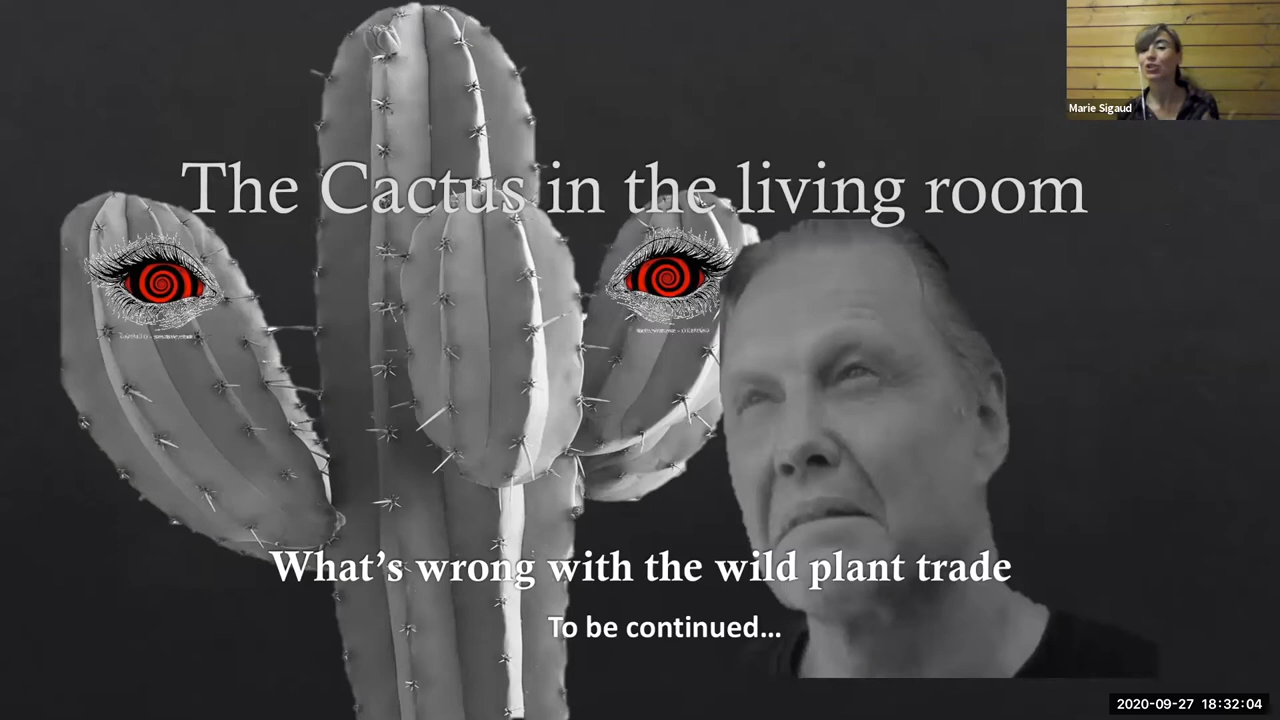 Marie Sigaud
The Cactus in the living room
What's wrong with the wild plant trade
To be continued...
2020-09-27 18:32:04